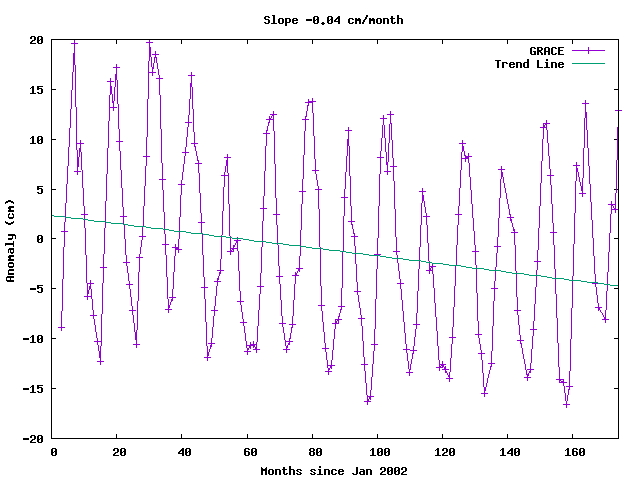 Slope -0.04 cm/month
GRACE
Trend Line
20
15
10
5
0
-5
-10
-15
-20
Anomaly (cm)
0 20 40 60 80 100 120 140 160
Months since Jan 2002